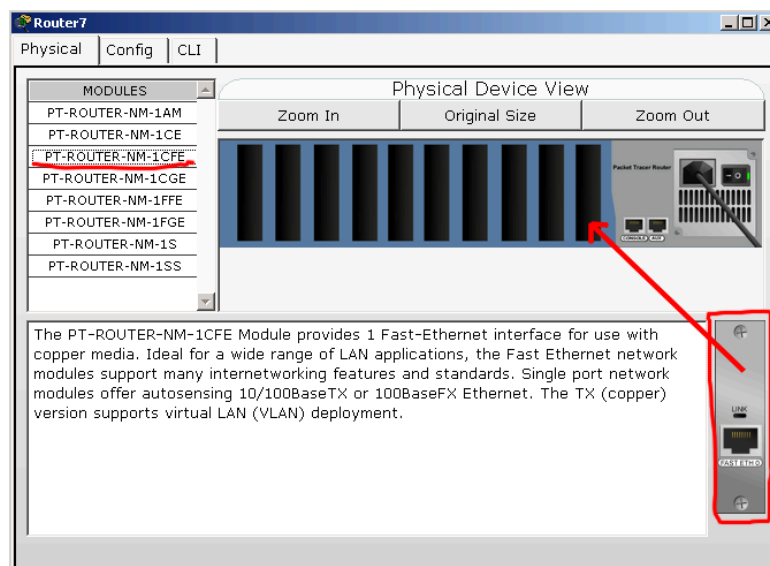 Router7
Physical Config CLI
MODULES
PT-ROUTER-NM-1AM
PT-ROUTER-NM-1CE
PT-ROUTER-NM-1CFE
PT-ROUTER-NM-1CGE
PT-ROUTER-NM-1FFE
PT-ROUTER-NM-1FGE
PT-ROUTER-NM-1S
PT-ROUTER-NM-1SS
Physical Device View
Zoom In Original Size Zoom Out
Packet Tracer Router
CONSOLE AUX
The PT-ROUTER-NM-1CFE Module provides 1 Fast-Ethernet interface for use with
copper media. Ideal for a wide range of LAN applications, the Fast Ethernet network
modules support many internetworking features and standards. Single port network
modules offer autosensing 10/100BaseTX or 100BaseFX Ethernet. The TX (copper)
version supports virtual LAN (VLAN) deployment.
LINK
FAST ETH 0